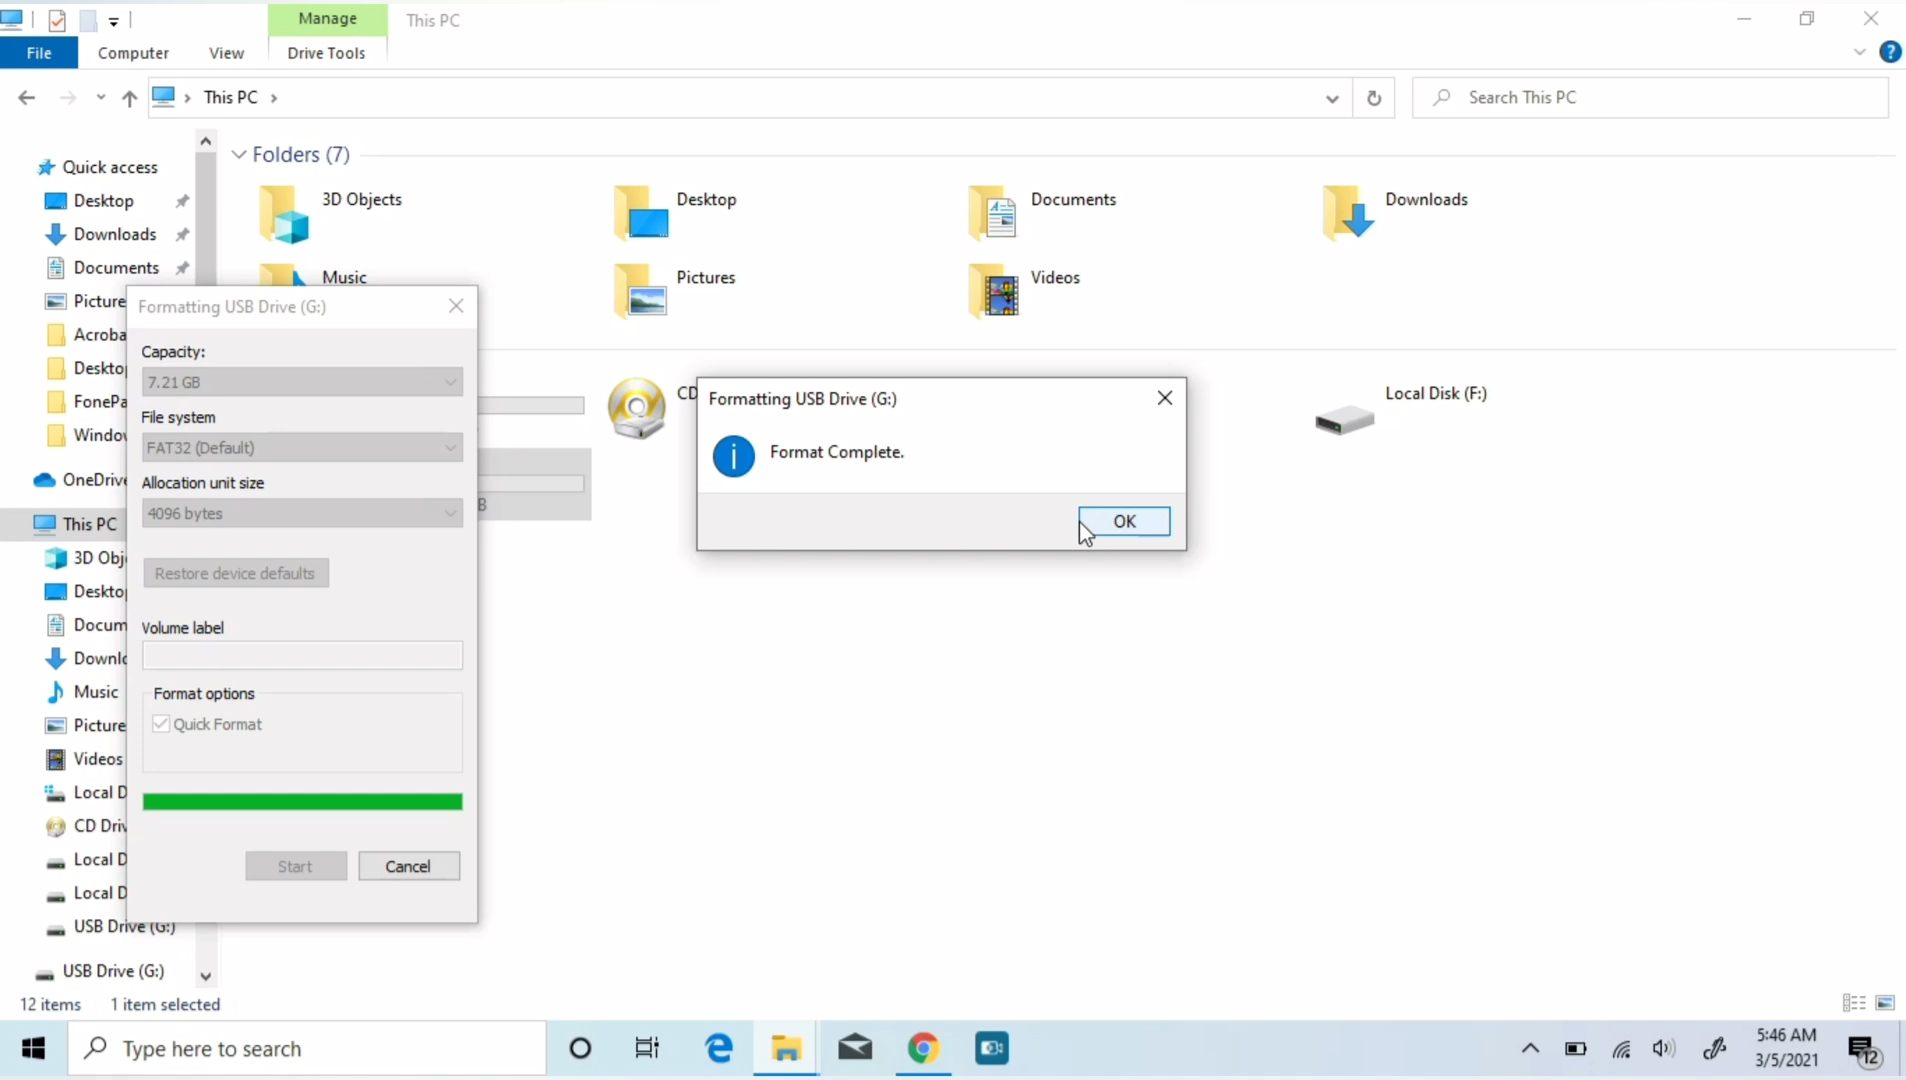 Manage
This PC
File
Computer
View
Drive Tools
This PC
Search This PC
Quick access
Desktop
Downloads
Documents
Picture
Acroba
Deskto
FonePa
Windov
OneDrive
This PC
3D Obj
Deskto
Docum
Downlo
Music
Picture
Videos
Local D
CD Driv
Local D
Local D
USB Drive (G:)
USB Drive (G:)
Folders (7)
3D Objects
Desktop
Documents
Downloads
Music
Pictures
Videos
CD
Local Disk (F:)
B
Formatting USB Drive (G:)
Capacity:
7.21 GB
File system
FAT32 (Default)
Allocation unit size
4096 bytes
Restore device defaults
Volume label
Format options
Quick Format
Start
Cancel
Formatting USB Drive (G:)
Format Complete.
OK
12 items
1 item selected
Type here to search
5:46 AM
3/5/2021
12